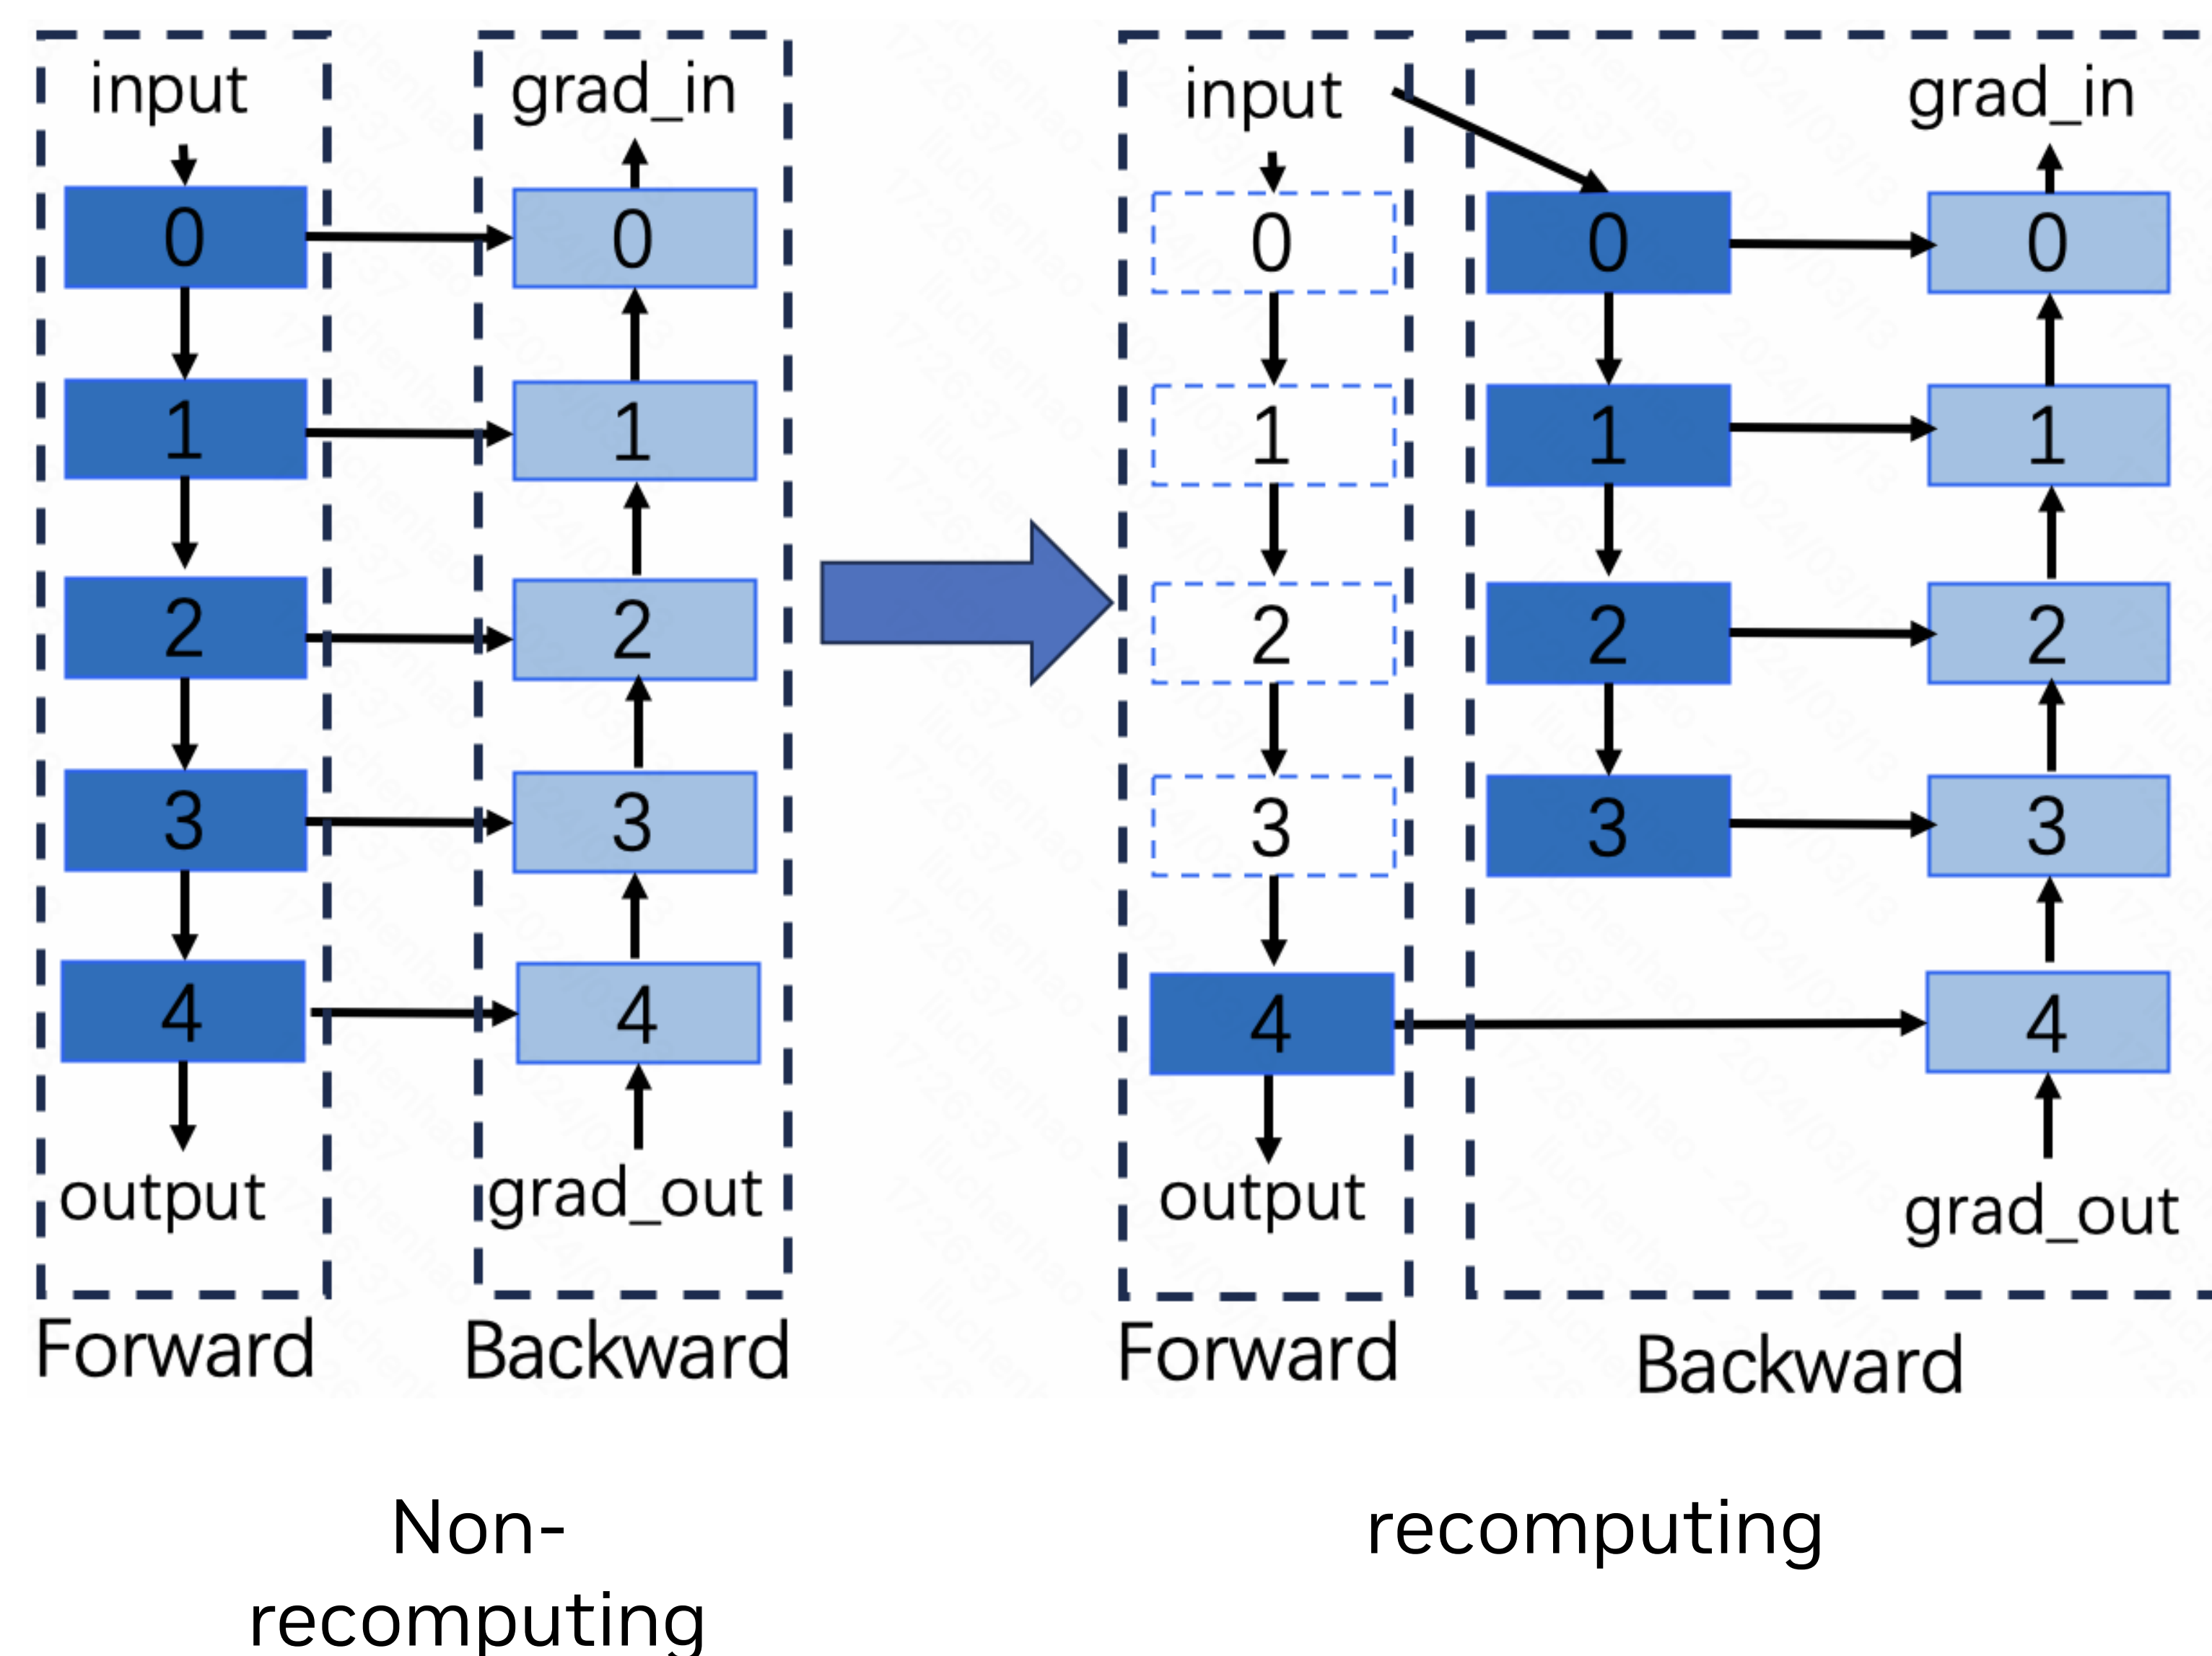 input
0
1
2
3
4
output
Forward
grad_in
0
1
2
3
4
grad_out
Backward
Non-
recomputing
input
0
1
2
3
4
output
Forward
0
1
2
3
grad_in
0
1
2
3
4
grad_out
Backward
recomputing